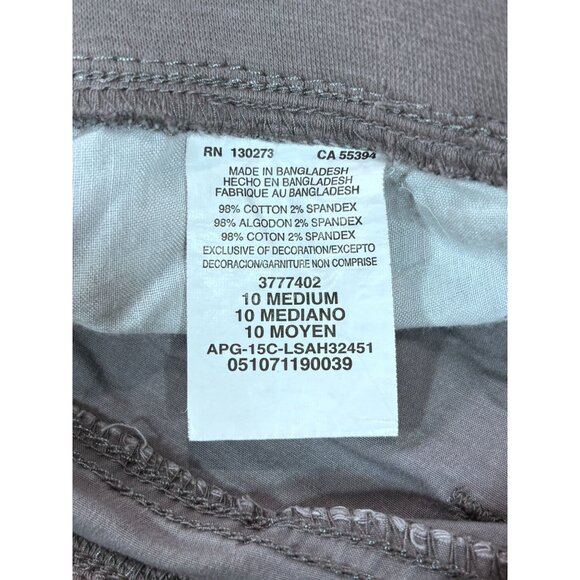 RN 130273 CA 55394
MADE IN BANGLADESH
HECHO EN BANGLADESH
FABRIQUE AU BANGLADESH
98% COTTON 2% SPANDEX
98% ALGODON 2% SPANDEX
98% COTON 2% SPANDEX
EXCLUSIVE OF DECORATION/EXCEPTO
DECORACION/GARNITURE NON COMPRISE
3777402
10 MEDIUM
10 MEDIANO
10 MOYEN
APG-15C-LSAH32451
051071190039